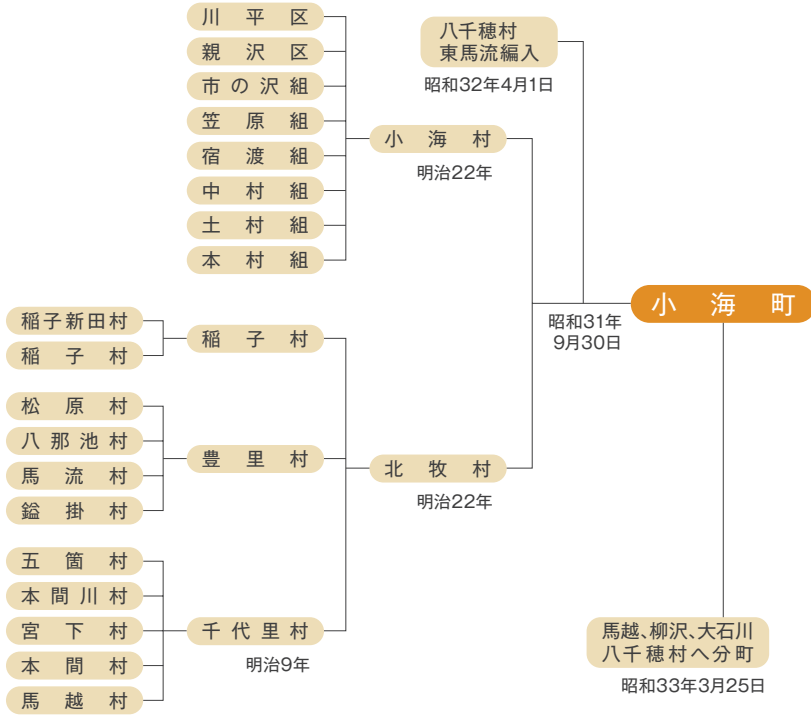 川平区
親沢区
市の沢組
笠原組
宿渡組
中村組
土村組
本村組
小海村
明治22年
八千穂村
東馬流編入
昭和32年4月1日
稲子新田村
稲子村
稲子村
松原村
八那池村
馬流村
鎰掛村
豊里村
五箇村
本間川村
宮下村
本間村
馬越村
千代里村
明治9年
北牧村
明治22年
昭和31年
9月30日
小海町
馬越、柳沢、大石川
八千穂村へ分町
昭和33年3月25日